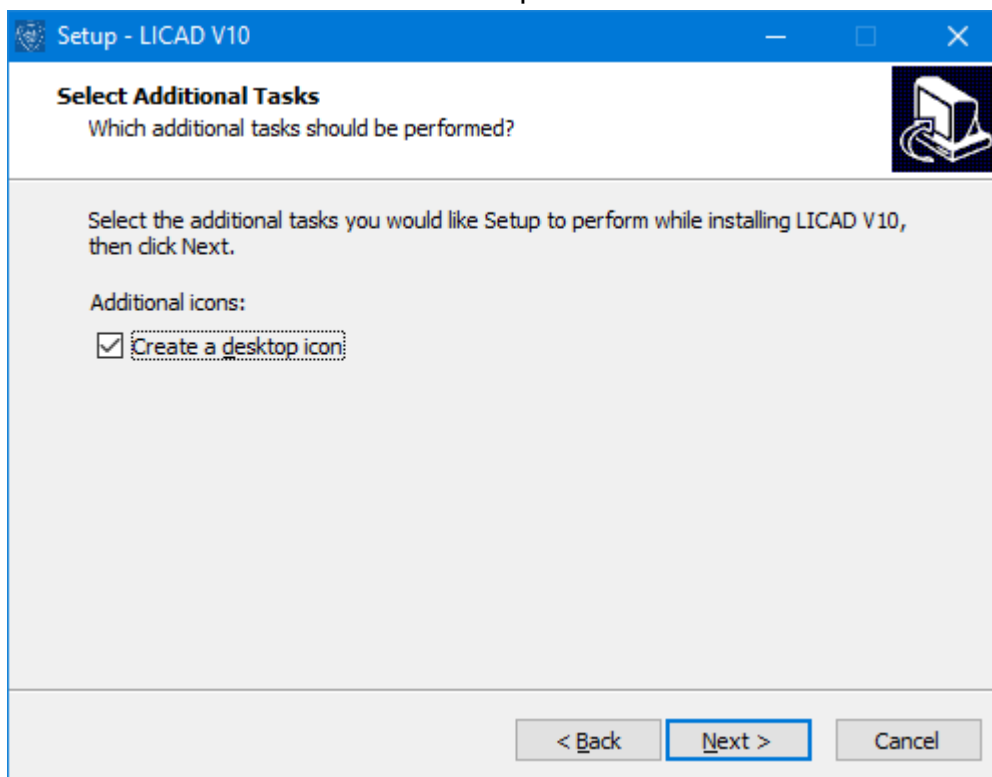 Setup - LICAD V10
Select Additional Tasks
Which additional tasks should be performed?
Select the additional tasks you would like Setup to perform while installing LICAD V10,
then click Next.
Additional icons:
Create a desktop icon
< Back Next > Cancel